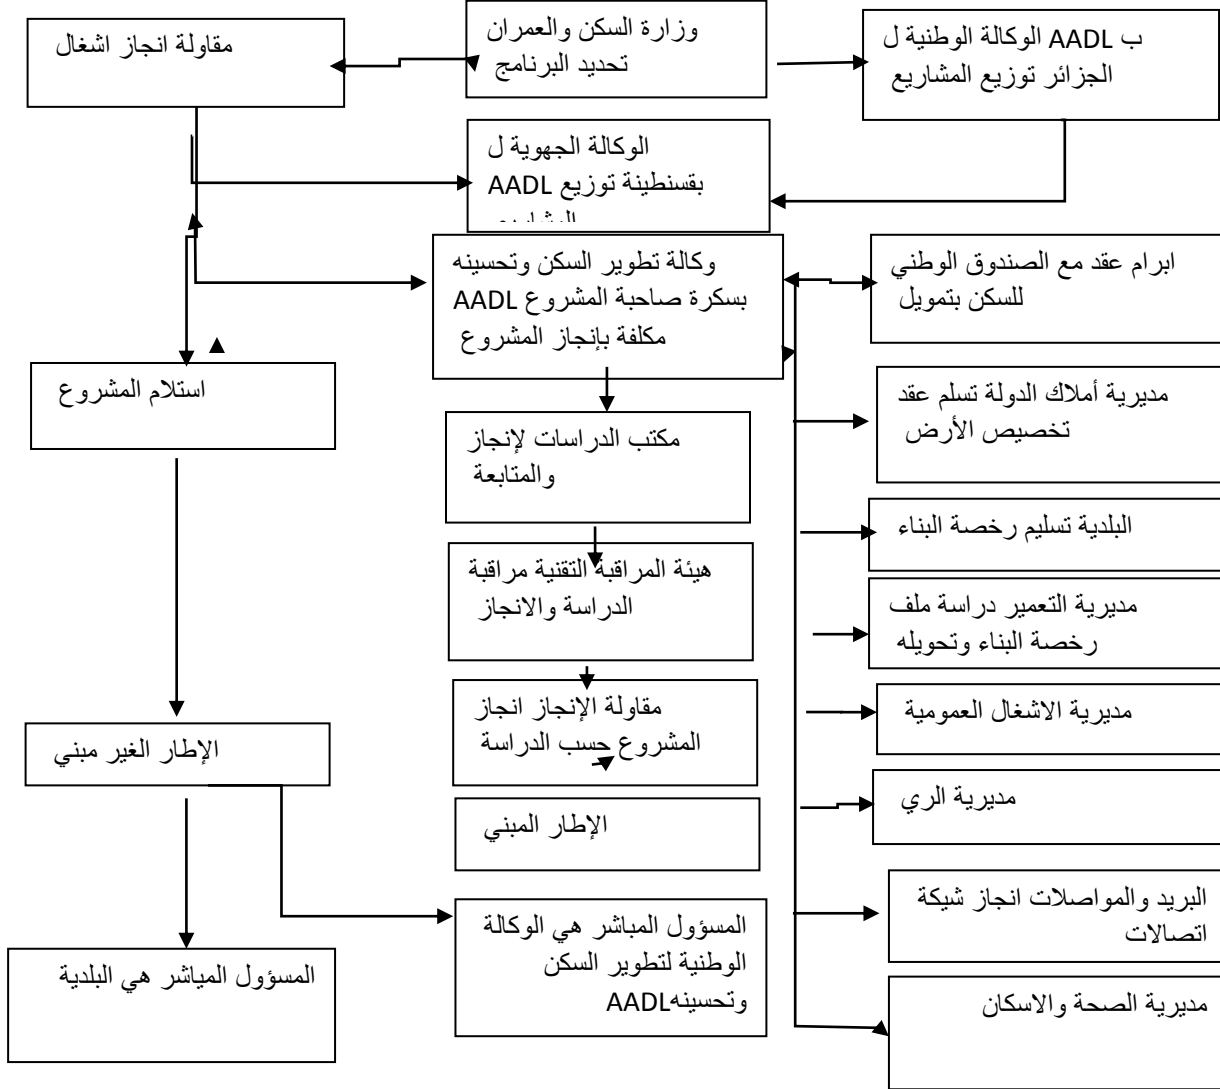 ب AADL الوكالة الوطنية ل
الجزائر توزيع المشاريع
وزارة السكن والعمران
تحديد البرنامج
مقاولة انجاز اشغال
الوكالة الجهوية ل
بقسنطينة توزيع AADL
المشاريع
وكالة تطوير السكن وتحسينه
بسكرة صاحبة المشروع AADL
مكلفة بإنجاز المشروع
ابرام عقد مع الصندوق الوطني
للسكن بتمويل
استلام المشروع
مديرية أملاك الدولة تسلم عقد
تخصيص الأرض
مكتب الدراسات لإنجاز
والمتابعة
البلدية تسليم رخصة البناء
هيئة المراقبة التقنية مراقبة
الدراسة والانجاز
مديرية التعمير دراسة ملف
رخصة البناء وتحويله
مقاولة الإنجاز انجاز
المشروع حسب الدراسة
مديرية الاشغال العمومية
الإطار الغير مبني
مديرية الري
الإطار المبني
البريد والمواصلات انجاز شيكة
اتصالات
المسؤول المباشر هي الوكالة
الوطنية لتطوير السكن
وتحسينهAADL
المسؤول المياشر هي البلدية
مديرية الصحة والاسكان